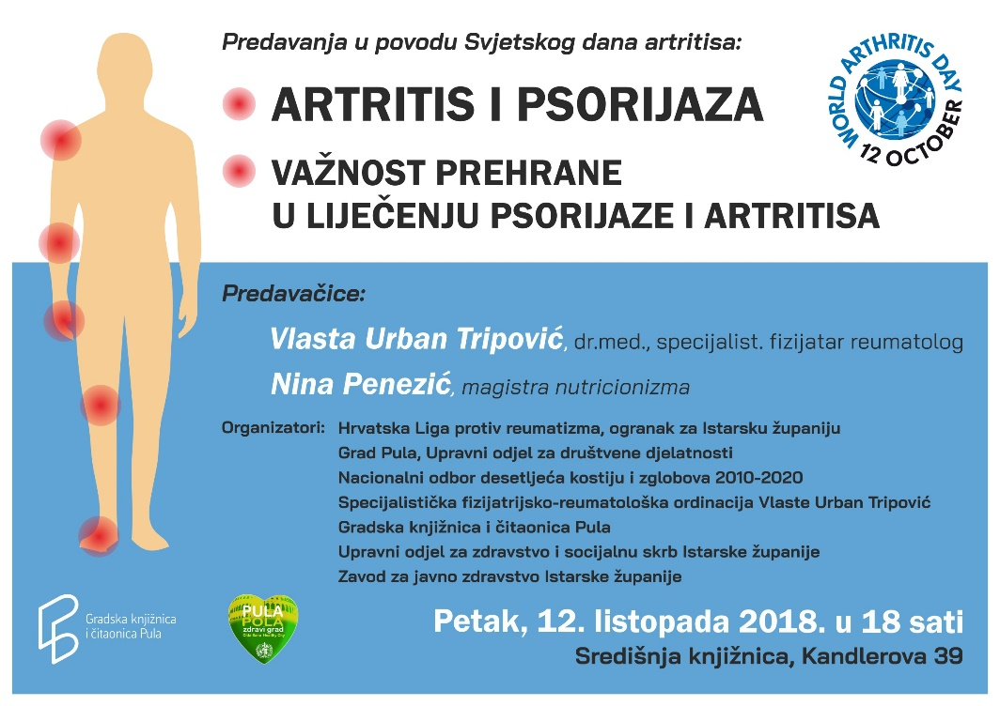 Predavanja u povodu Svjetskog dana artritisa:
ARTRITIS I PSORIJAZA
VAŽNOST PREHRANE
U LIJEČENJU PSORIJAZE I ARTRITISA
WORLD ARTHRITIS DAY
12 OCTOBER
Predavačice:
Vlasta Urban Tripović, dr.med., specijalist. fizijatar reumatolog
Nina Penezić, magistra nutricionizma
Organizatori: Hrvatska Liga protiv reumatizma, ogranak za Istarsku županiju
Grad Pula, Upravni odjel za društvene djelatnosti
Nacionalni odbor desetljeća kostiju i zglobova 2010-2020
Specijalistička fizijatrijsko-reumatološka ordinacija Vlaste Urban Tripović
Gradska knjižnica i čitaonica Pula
Upravni odjel za zdravstvo i socijalnu skrb Istarske županije
Zavod za javno zdravstvo Istarske županije
Gradska knjižnica
i čitaonica Pula
PULA
POLA
zdravi grad
Città Sana Healthy City
Petak, 12. listopada 2018. u 18 sati
Središnja knjižnica, Kandlerova 39